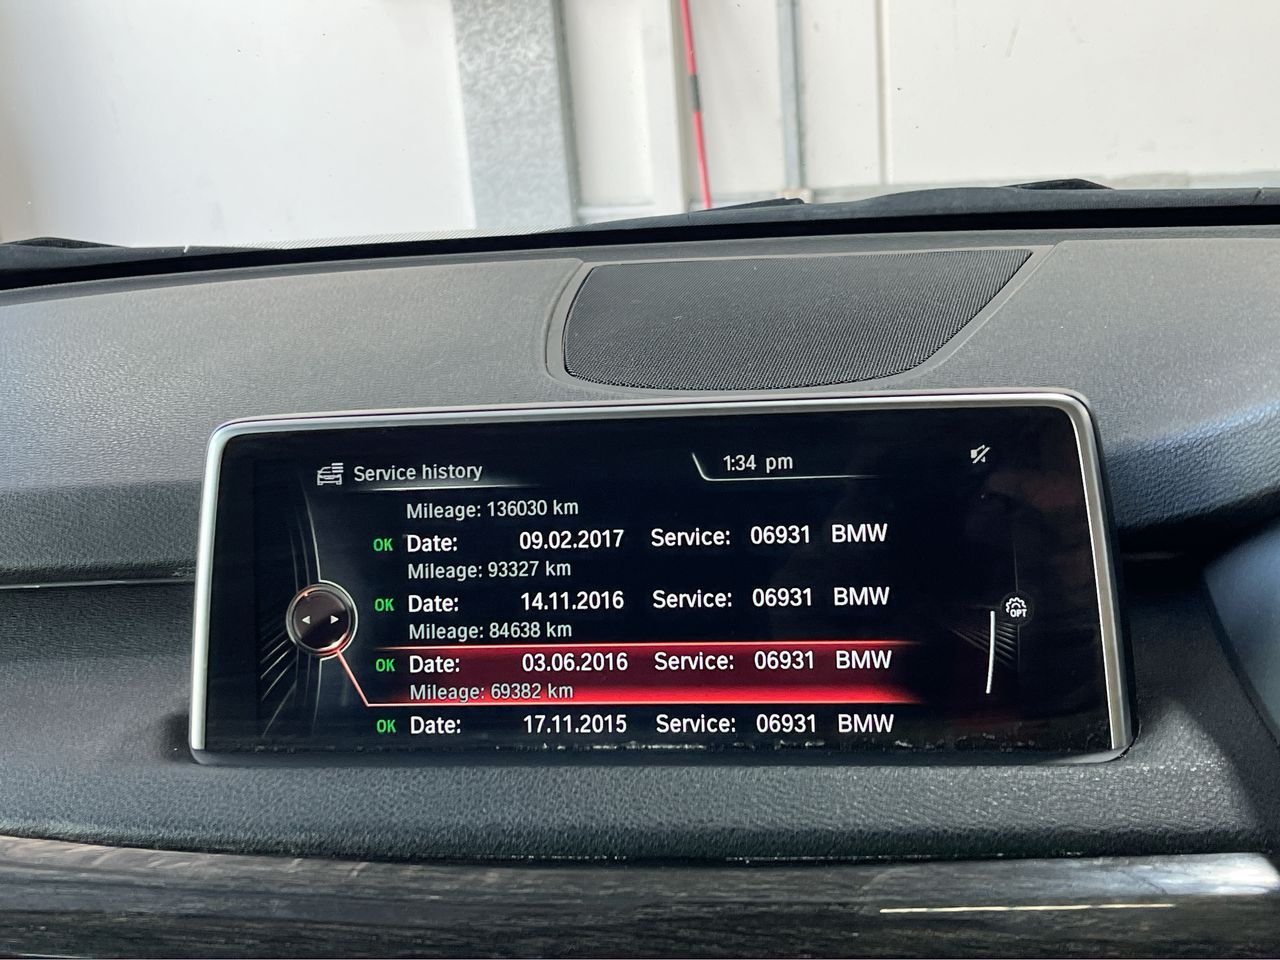 Service history
1:34 pm
Mileage: 136030 km
OK Date: 09.02.2017 Service: 06931 BMW
Mileage: 93327 km
OK Date: 14.11.2016 Service: 06931 BMW
Mileage: 84638 km
OK Date: 03.06.2016 Service: 06931 BMW
Mileage: 69382 km
OK Date: 17.11.2015 Service: 06931 BMW
OPT